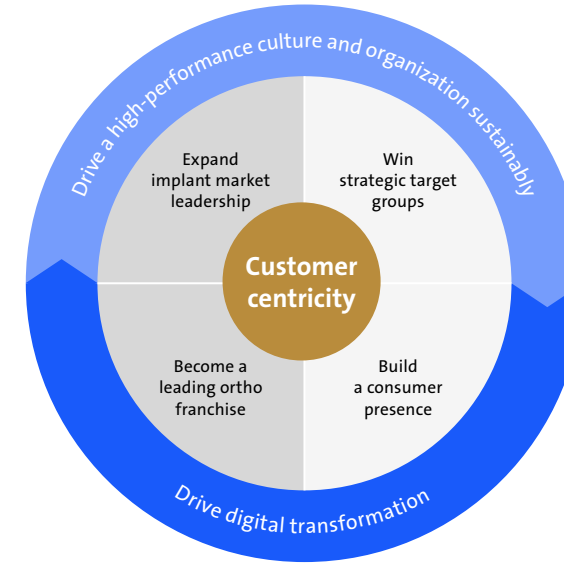 Drive a high-performance culture and organization sustainably
Expand
implant market
leadership
Win
strategic target
groups
Customer
centricity
Become a
leading ortho
franchise
Build
a consumer
presence
Drive digital transformation